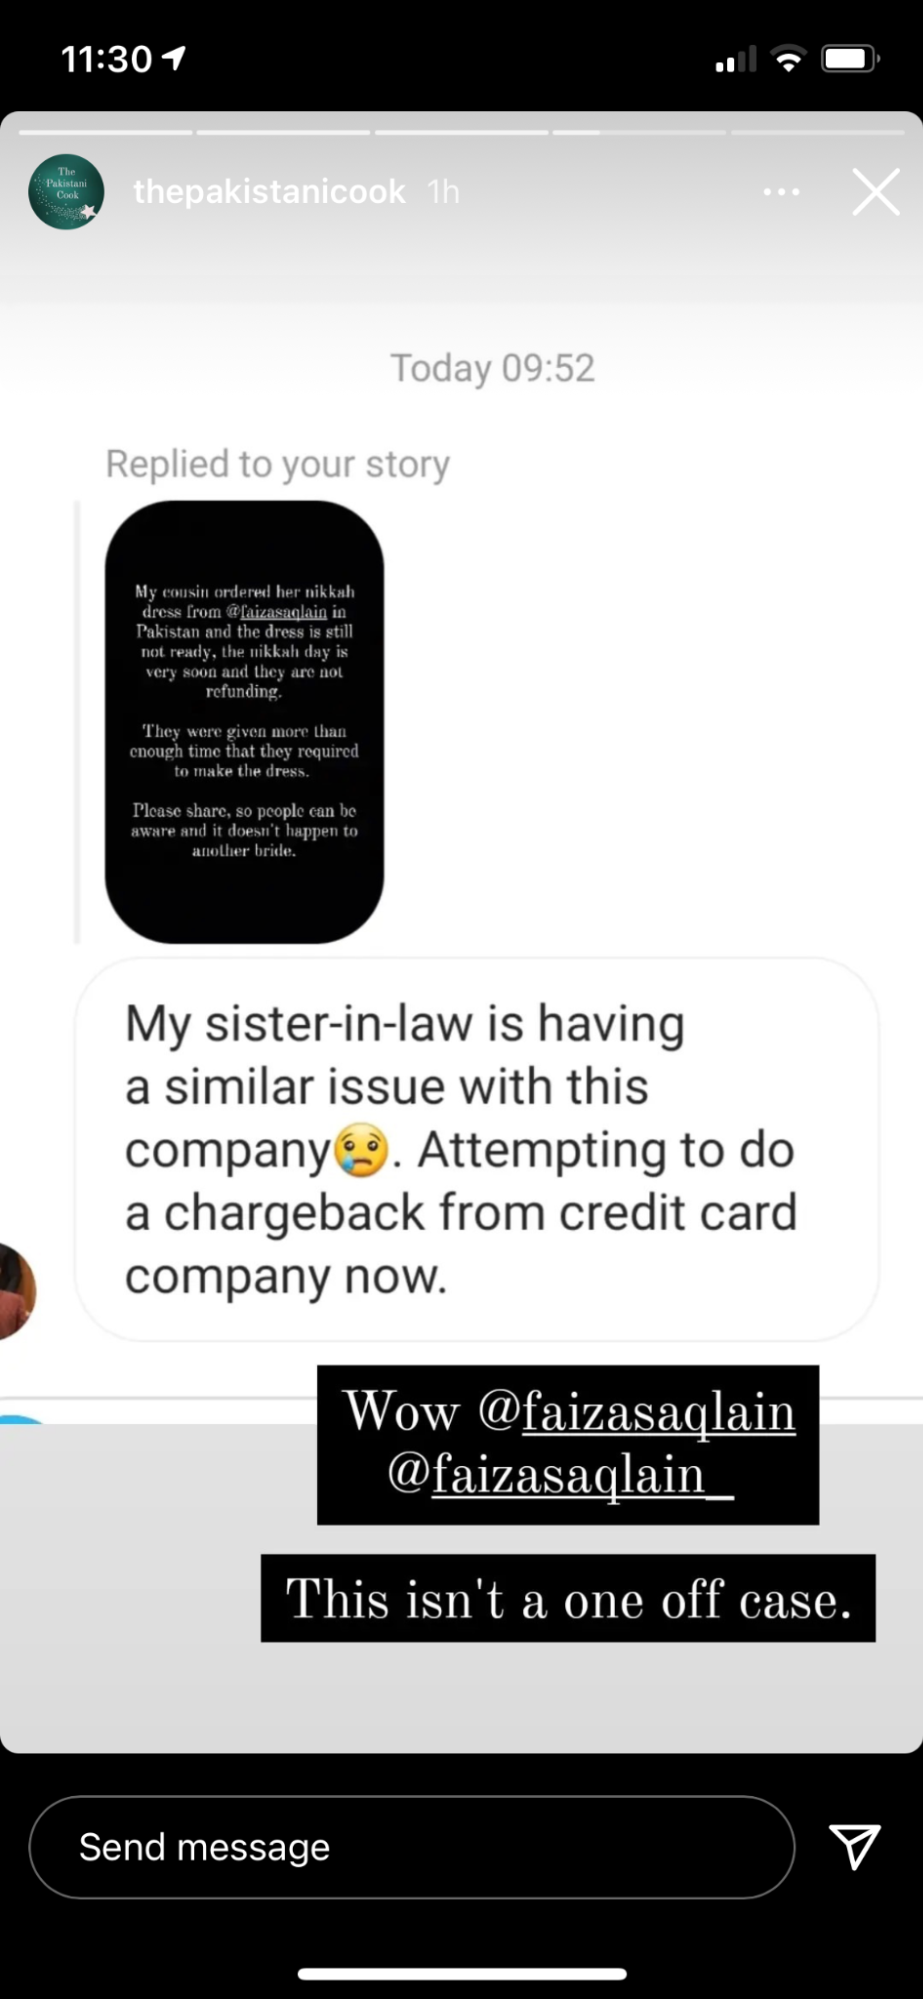 11:30
The
Pakistani
Cook
thepakistanicook 1h
Today 09:52
Replied to your story
My cousin ordered her nikkah
dress from @faizasaqlain in
Pakistan and the dress is still
not ready, the nikkah day is
very soon and they are not
refunding.
They were given more than
enough time that they required
to make the dress.
Please share, so people can be
aware and it doesn't happen to
another bride.
My sister-in-law is having
a similar issue with this
company😢. Attempting to do
a chargeback from credit card
company now.
Wow @faizasaqlain
@faizasaqlain_
This isn't a one off case.
Send message